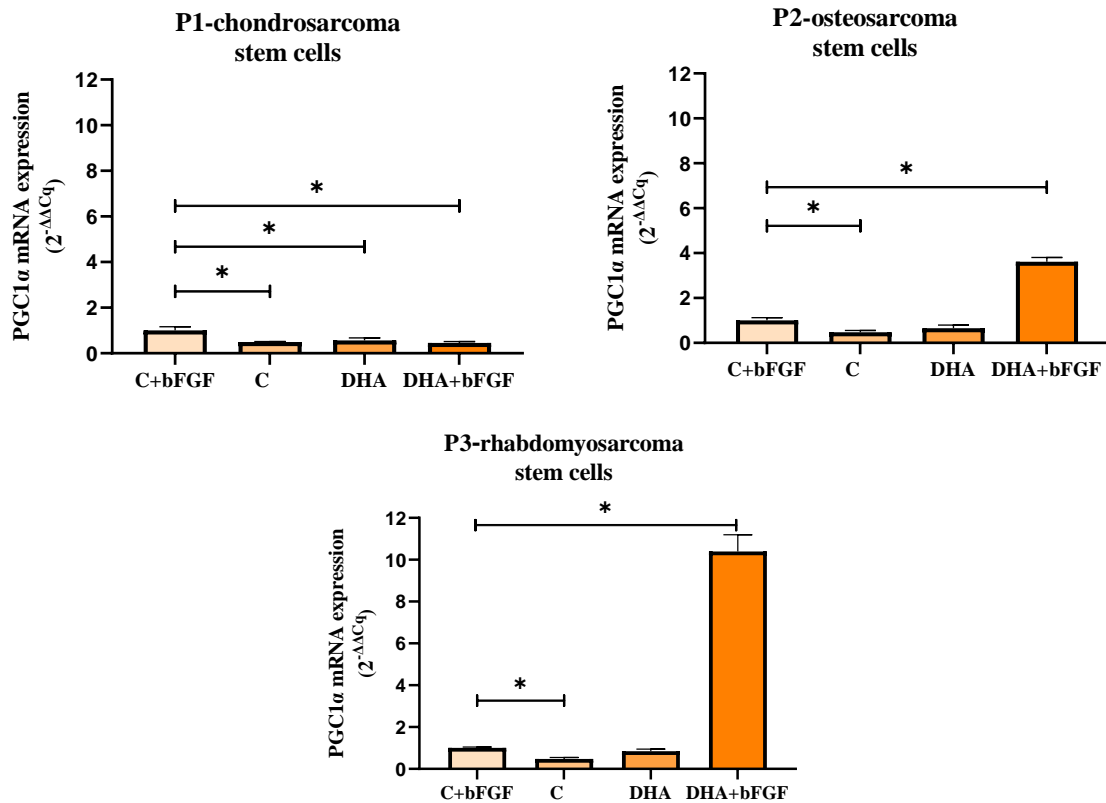 P1-chondrosarcoma
stem cells
PGC1α mRNA expression
(2^-ΔΔCq)
12
10
8
6
4
2
0
*
*
*
C+bFGF C DHA DHA+bFGF
P2-osteosarcoma
stem cells
PGC1α mRNA expression
(2^-ΔΔCq)
12
10
8
6
4
2
0
*
*
C+bFGF C DHA DHA+bFGF
P3-rhabdomyosarcoma
stem cells
PGC1α mRNA expression
(2^-ΔΔCq)
12
10
8
6
4
2
0
*
*
C+bFGF C DHA DHA+bFGF